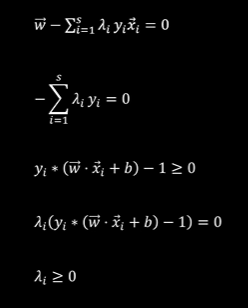 $\vec{w} - \sum_{i=1}^{s} \lambda_i y_i \vec{x}_i = 0$
$-\sum_{i=1}^{s} \lambda_i y_i = 0$
$y_i * (\vec{w} \cdot \vec{x}_i + b) - 1 \geq 0$
$\lambda_i (y_i * (\vec{w} \cdot \vec{x}_i + b) - 1) = 0$
$\lambda_i \geq 0$